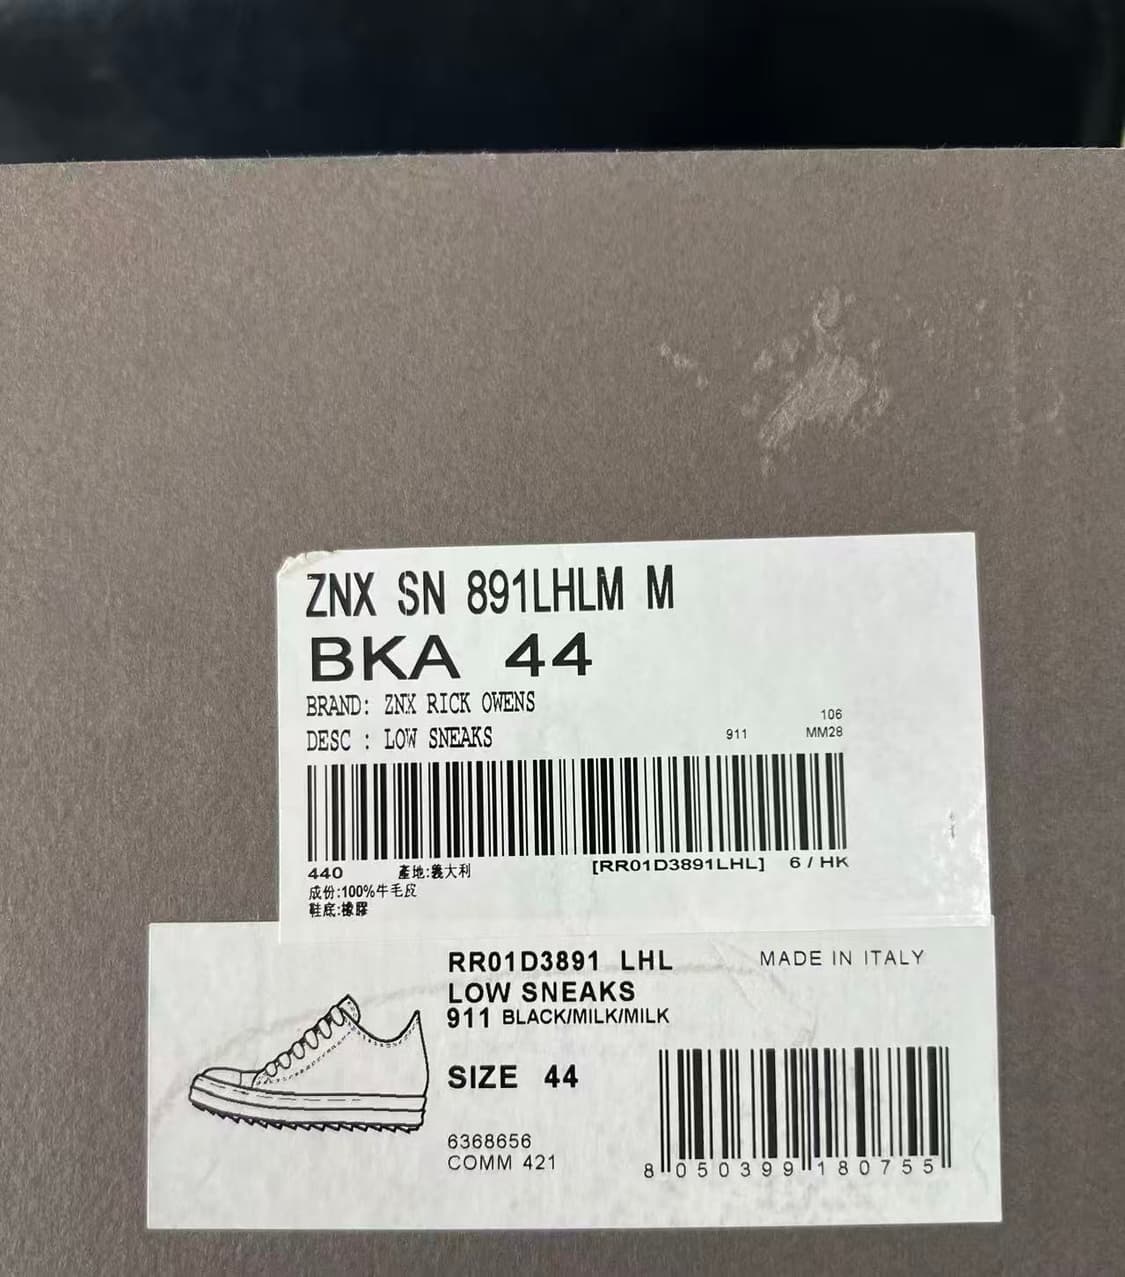 ZNX SN 891LHLM M
BKA 44
BRAND: ZNX RICK OWENS
DESC : LOW SNEAKS
911
106
MM28
440 產地:義大利 [RR01D3891LHL] 6 / HK
成份:100%牛毛皮
鞋底:橡膠
RR01D3891 LHL MADE IN ITALY
LOW SNEAKS
911 BLACK/MILK/MILK
SIZE 44
6368656
COMM 421
8 050399 180755